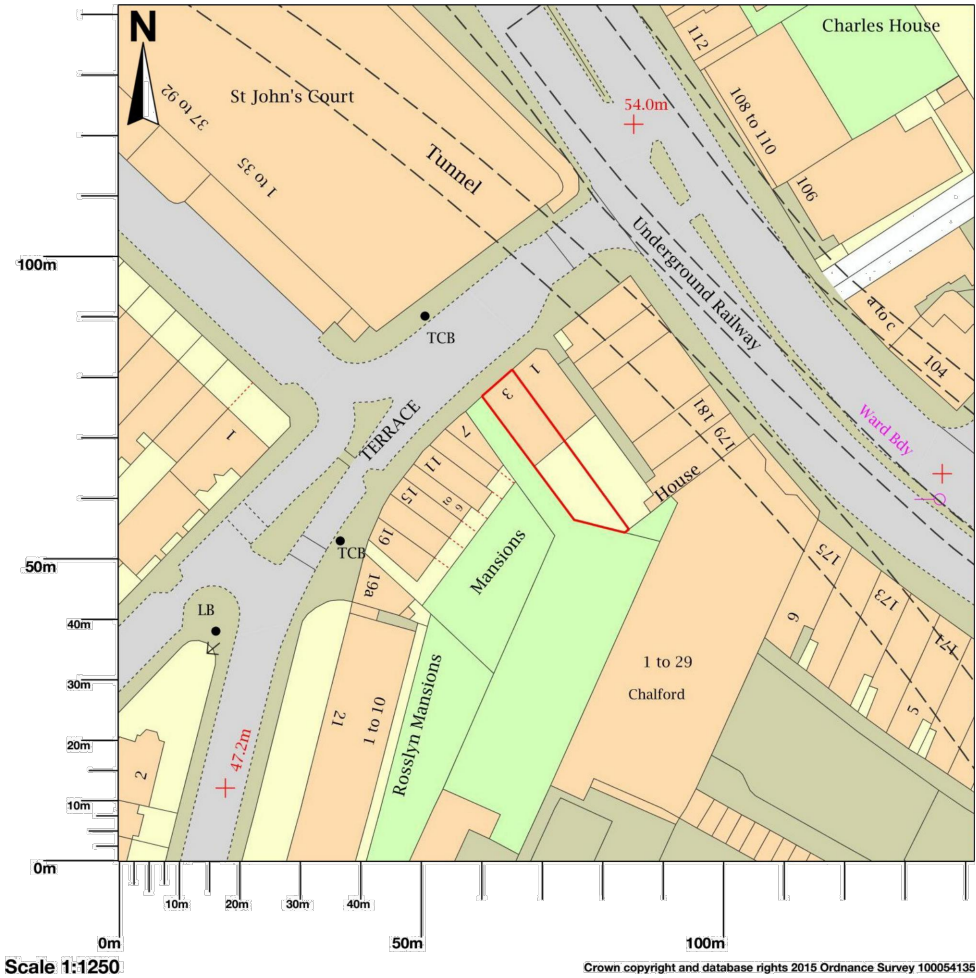 N
Charles House
112
St John's Court
37 to 92
1 to 35
54.0m
108 to 110
106
Tunnel
Underground Railway
100m
TCB
a to c
104
1
3
TERRACE
7
11
15
19
19a
1
181
179
House
Ward Bdy
50m
TCB
Mansions
175
173
171
6
5
40m
LB
1 to 29
Chalford
30m
21
1 to 10
Rosslyn Mansions
20m
47.2m
2
10m
0m
10m
20m
30m
40m
0m
50m
100m
Scale 1:1250
Crown copyright and database rights 2015 Ordnance Survey 100054135